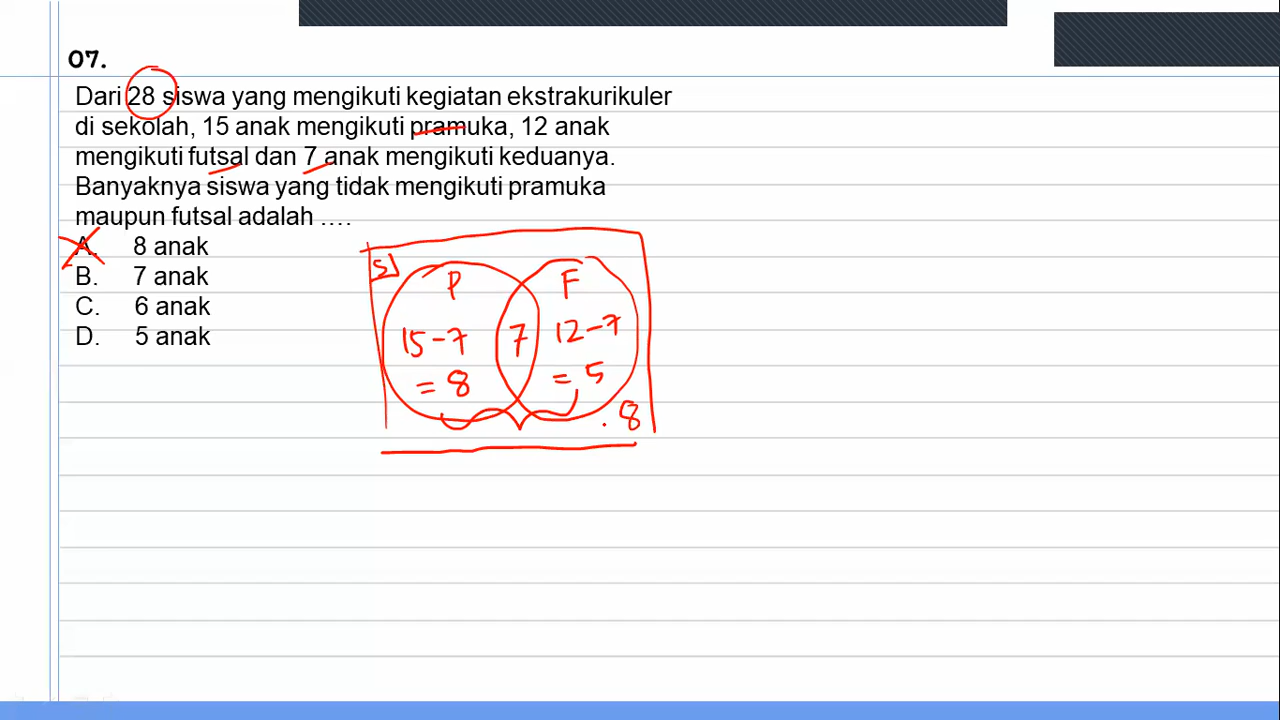 07.
Dari 28 siswa yang mengikuti kegiatan ekstrakurikuler
di sekolah, 15 anak mengikuti pramuka, 12 anak
mengikuti futsal dan 7 anak mengikuti keduanya.
Banyaknya siswa yang tidak mengikuti pramuka
maupun futsal adalah ….
A. 8 anak
B. 7 anak
C. 6 anak
D. 5 anak
S
P F
15-7 7 12-7
= 8 = 5
. 8